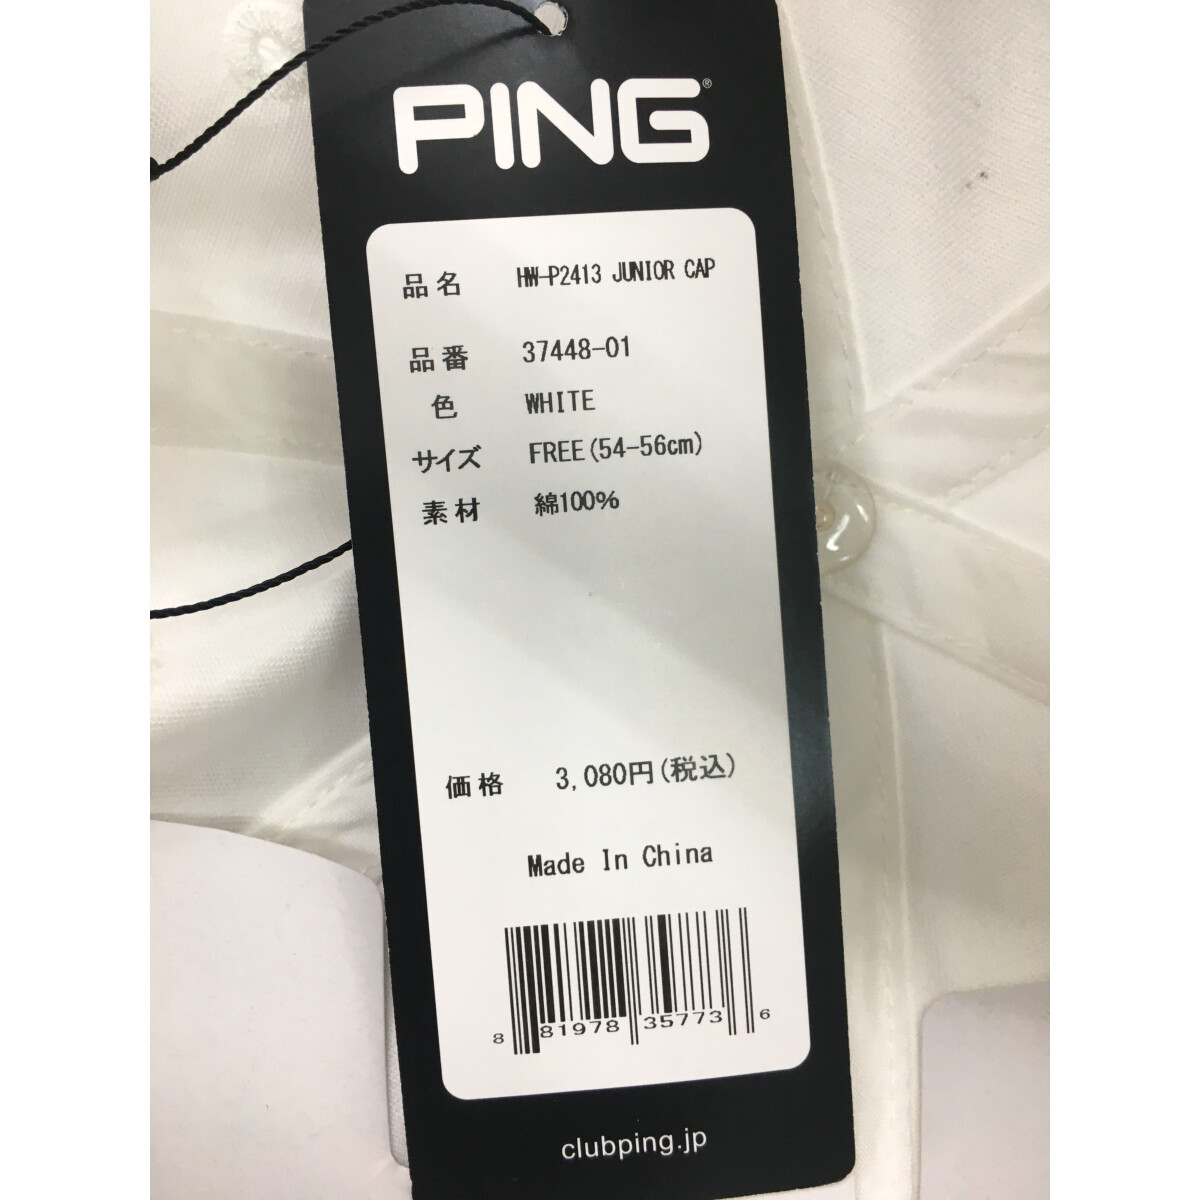 PING®
品名 HW-P2413 JUNIOR CAP
品番 37448-01
色 WHITE
サイズ FREE(54-56cm)
素材 綿100%
価格 3,080円(税込)
Made In China
8 81978 35773 6
clubping.jp